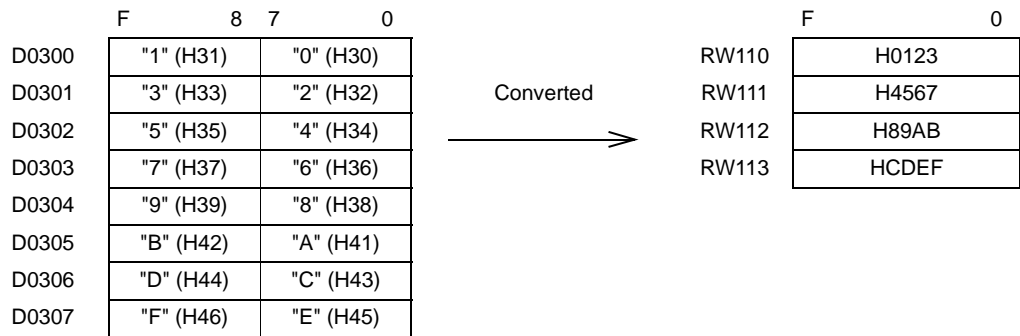 F 8 7 0 F 0
D0300 "1" (H31) "0" (H30) RW110 H0123
D0301 "3" (H33) "2" (H32) Converted RW111 H4567
D0302 "5" (H35) "4" (H34) RW112 H89AB
D0303 "7" (H37) "6" (H36) RW113 HCDEF
D0304 "9" (H39) "8" (H38)
D0305 "B" (H42) "A" (H41)
D0306 "D" (H44) "C" (H43)
D0307 "F" (H46) "E" (H45)